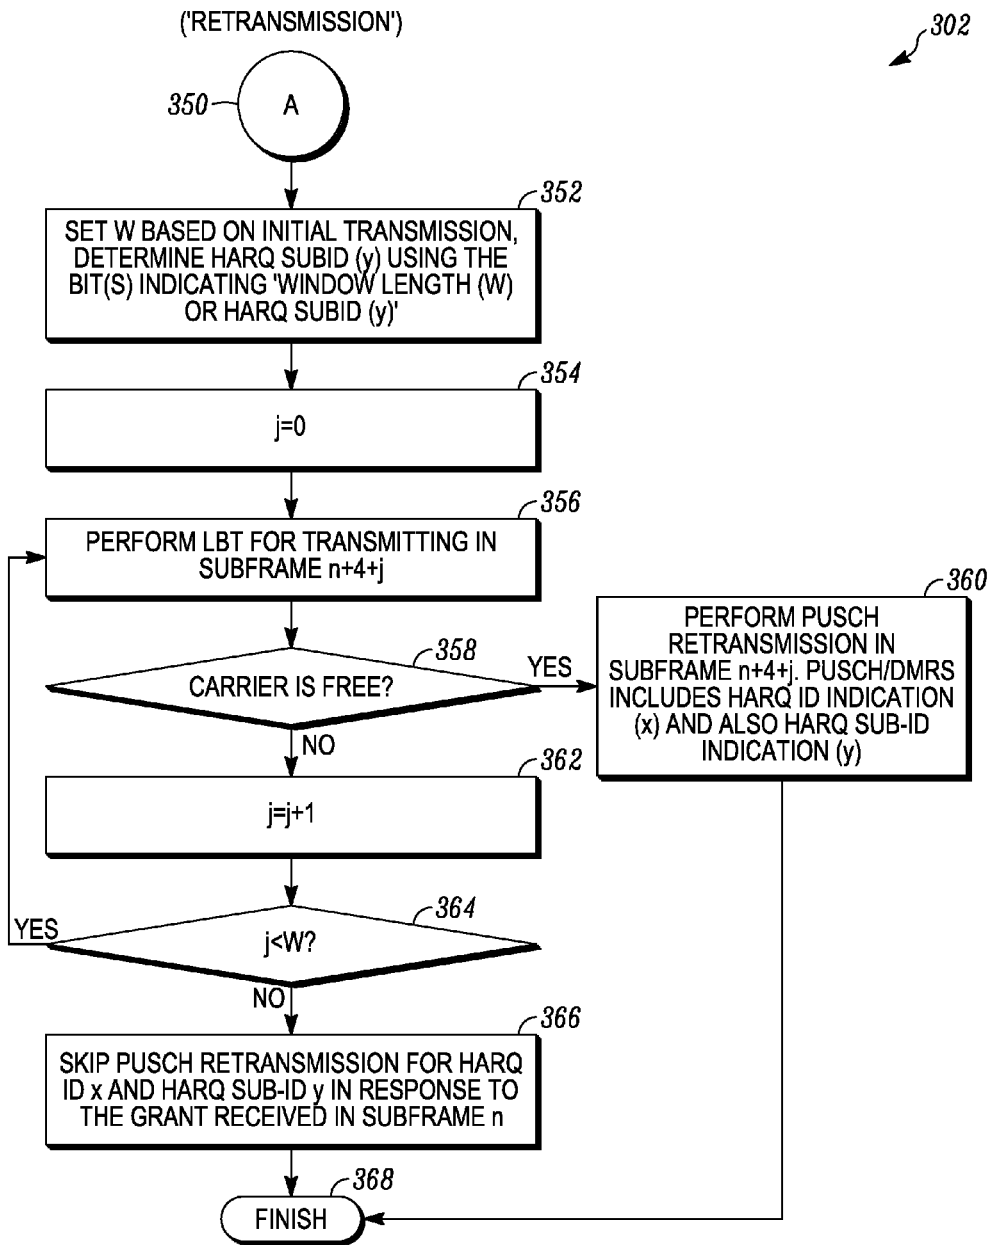 ('RETRANSMISSION')
302
350
A
352
SET W BASED ON INITIAL TRANSMISSION,
DETERMINE HARQ SUBID (y) USING THE
BIT(S) INDICATING 'WINDOW LENGTH (W)
OR HARQ SUBID (y)'
354
j=0
356
PERFORM LBT FOR TRANSMITTING IN
SUBFRAME n+4+j
358
CARRIER IS FREE?
YES
NO
360
PERFORM PUSCH
RETRANSMISSION IN
SUBFRAME n+4+j. PUSCH/DMRS
INCLUDES HARQ ID INDICATION
(x) AND ALSO HARQ SUB-ID
INDICATION (y)
362
j=j+1
364
j<W?
YES
NO
366
SKIP PUSCH RETRANSMISSION FOR HARQ
ID x AND HARQ SUB-ID y IN RESPONSE TO
THE GRANT RECEIVED IN SUBFRAME n
368
FINISH